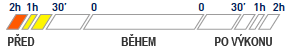 2h 1h 30' 0 0 30' 1h 2h
PŘED BĚHEM PO VÝKONU